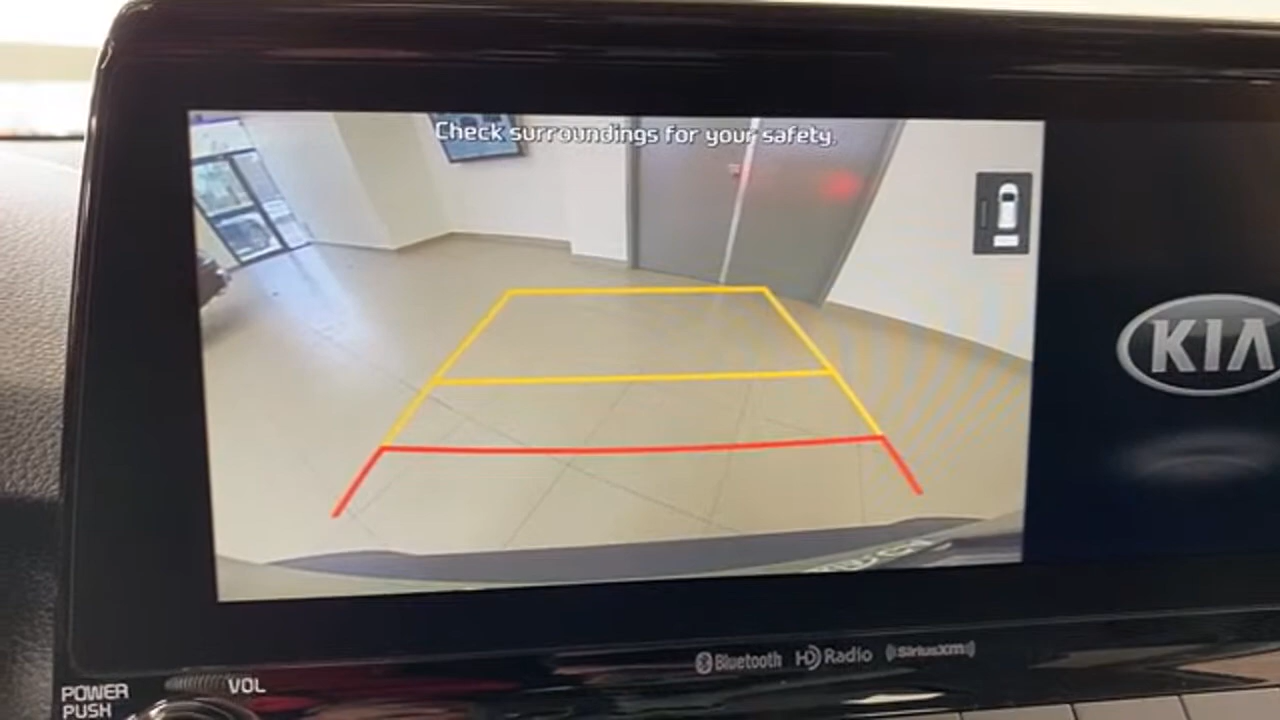 Check surroundings for your safety.
KIA
Bluetooth HD Radio SiriusXM
POWER
PUSH
VOL